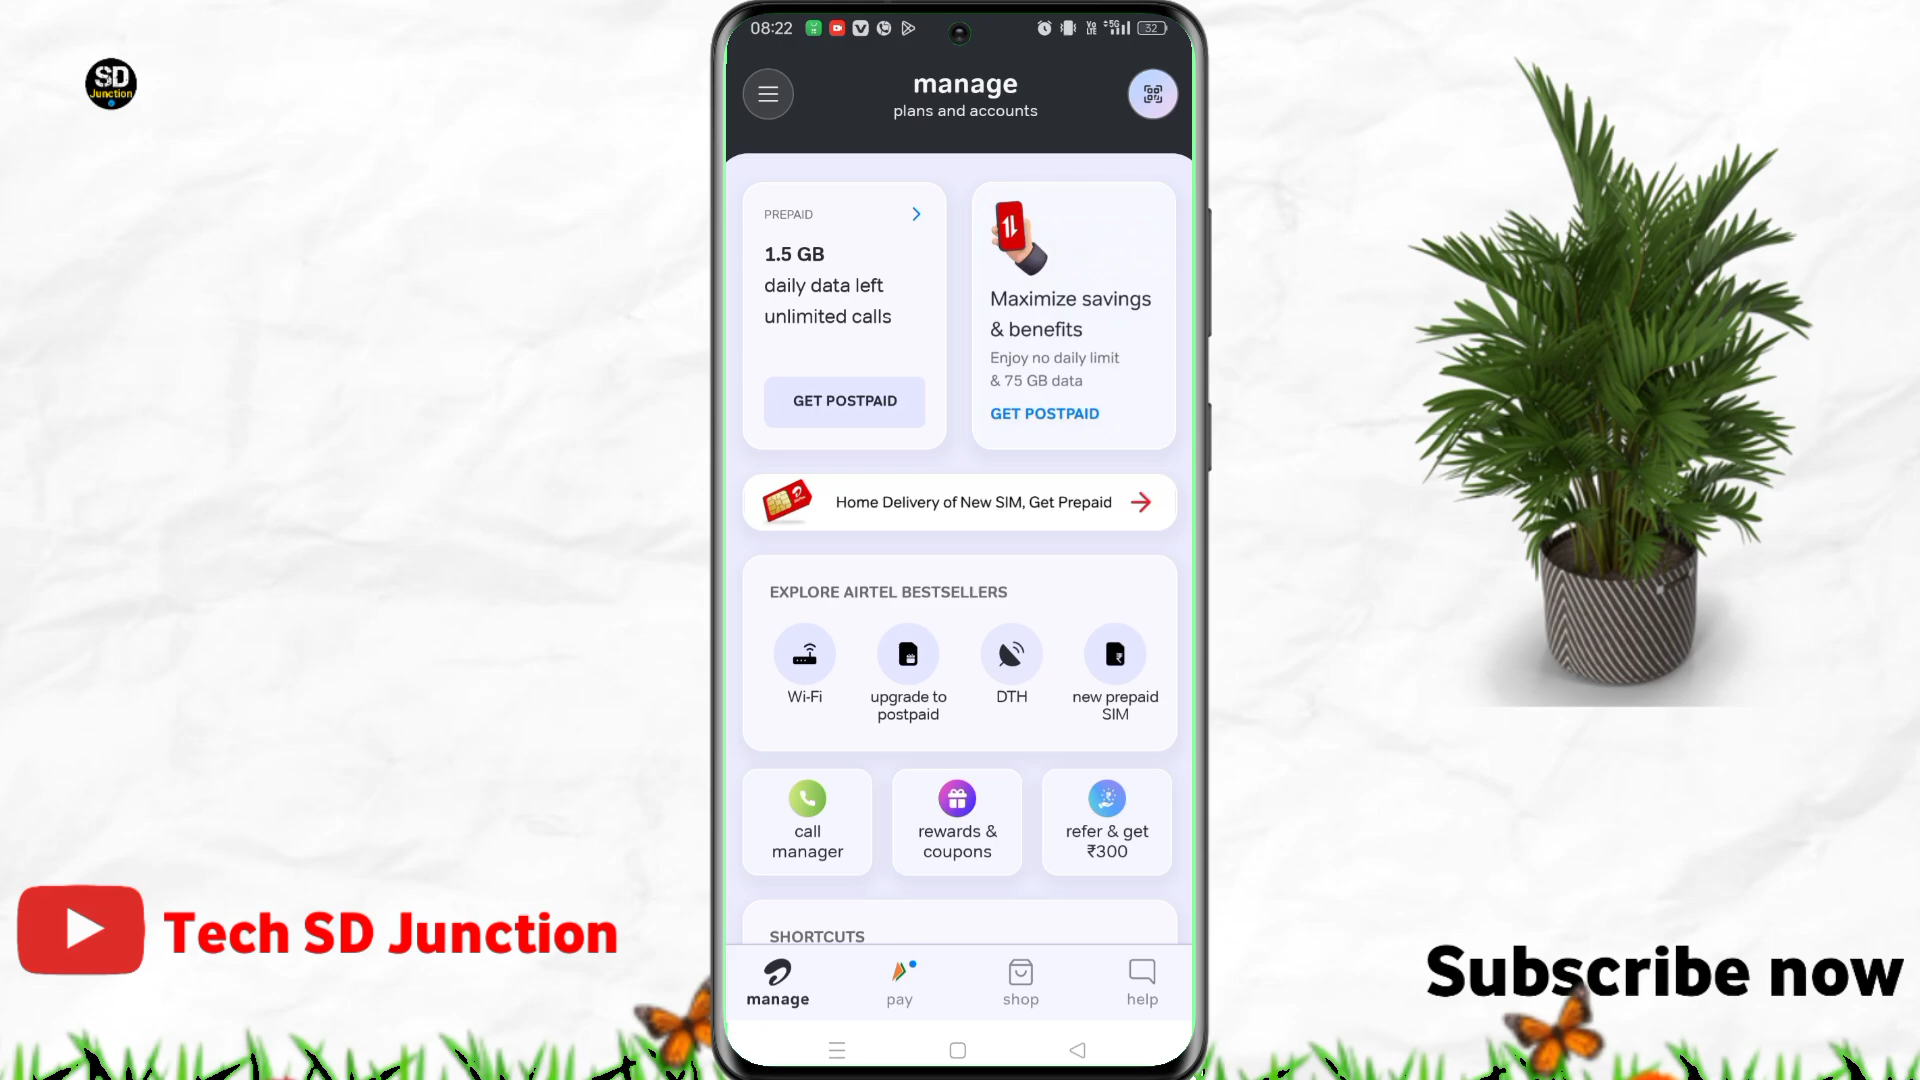 SD
Junction
08:22
Vo
LTE
5G
32
manage
plans and accounts
PREPAID
1.5 GB
daily data left
unlimited calls
GET POSTPAID
Maximize savings
& benefits
Enjoy no daily limit
& 75 GB data
GET POSTPAID
Home Delivery of New SIM, Get Prepaid
EXPLORE AIRTEL BESTSELLERS
Wi-Fi
upgrade to
postpaid
DTH
new prepaid
SIM
call
manager
rewards &
coupons
refer & get
₹300
SHORTCUTS
manage
pay
shop
help
Tech SD Junction
Subscribe now